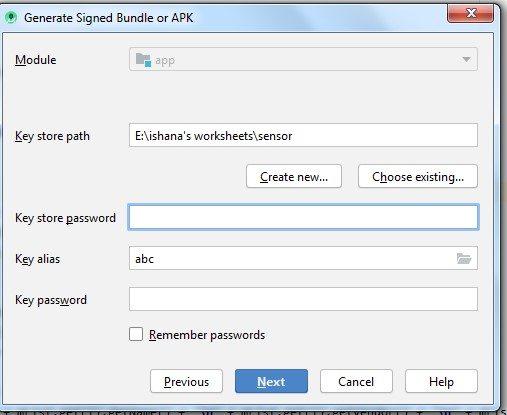 Generate Signed Bundle or APK
Module
app
Key store path
E:\ishana's worksheets\sensor
Create new...
Choose existing...
Key store password
Key alias
abc
Key password
Remember passwords
Previous
Next
Cancel
Help